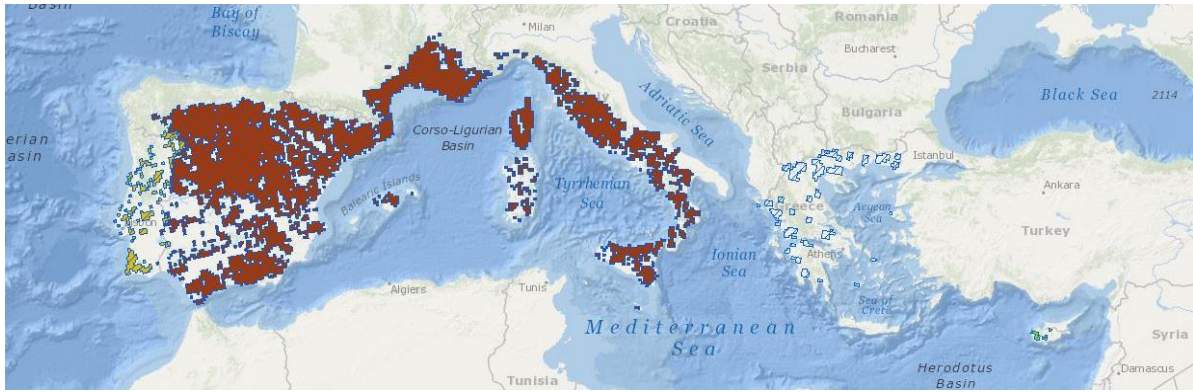 Bay of
Biscay
Basin
Milan
Croatia
Romania
Bucharest
Serbia
Adriatic Sea
Bulgaria
Black Sea
2114
erian
asin
Corso-Ligurian
Basin
Istanbul
Balearic Islands
Tyrrhenian
Sea
Ankara
Greece
Aegean
Sea
Turkey
Ionian
Sea
Athens
Algiers
Tunis
Sea of
Crete
Mediterranean
Sea
Syria
Herodotus
Basin
Damascus
Tunisia